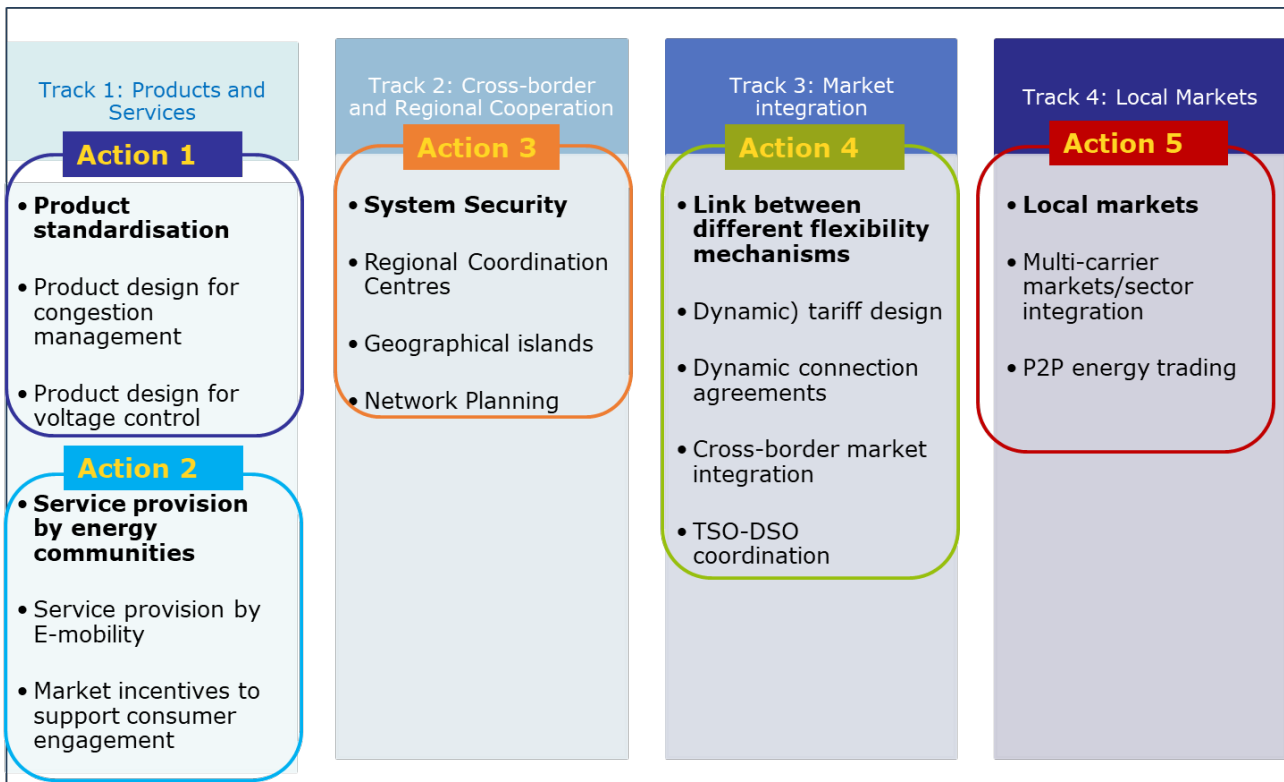 Track 1: Products and
Services
Action 1
• Product
standardisation
• Product design for
congestion
management
• Product design for
voltage control
Action 2
• Service provision
by energy
communities
• Service provision by
E-mobility
• Market incentives to
support consumer
engagement
Track 2: Cross-border
and Regional Cooperation
Action 3
• System Security
• Regional Coordination
Centres
• Geographical islands
• Network Planning
Track 3: Market
integration
Action 4
• Link between
different flexibility
mechanisms
• Dynamic) tariff design
• Dynamic connection
agreements
• Cross-border market
integration
• TSO-DSO
coordination
Track 4: Local Markets
Action 5
• Local markets
• Multi-carrier
markets/sector
integration
• P2P energy trading